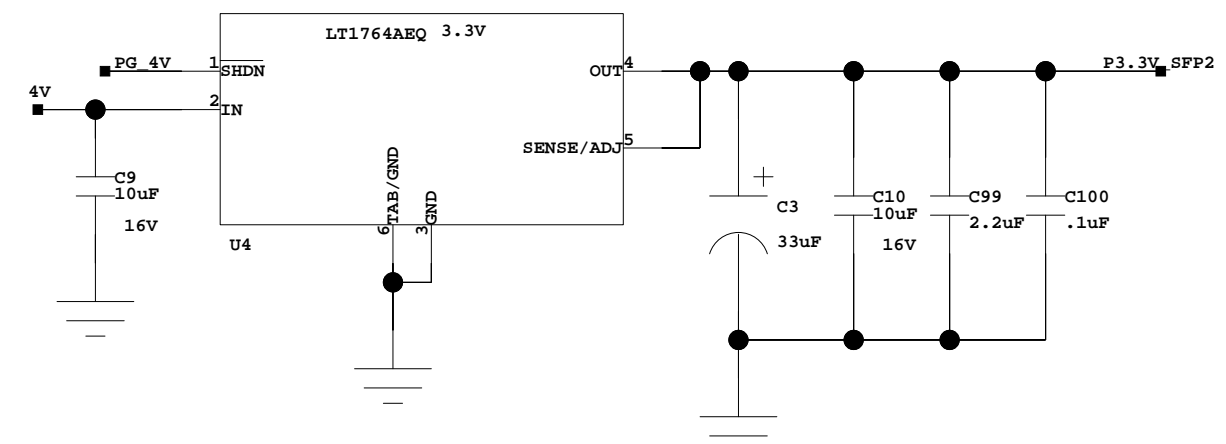 LT1764AEQ 3.3V
PG_4V
1
SHDN
OUT
4
P3.3V_SFP2
4V
2
IN
SENSE/ADJ
5
TAB/GND
GND
6
3
U4
C9
10uF
16V
+
C3
33uF
C10
10uF
16V
C99
2.2uF
C100
.1uF